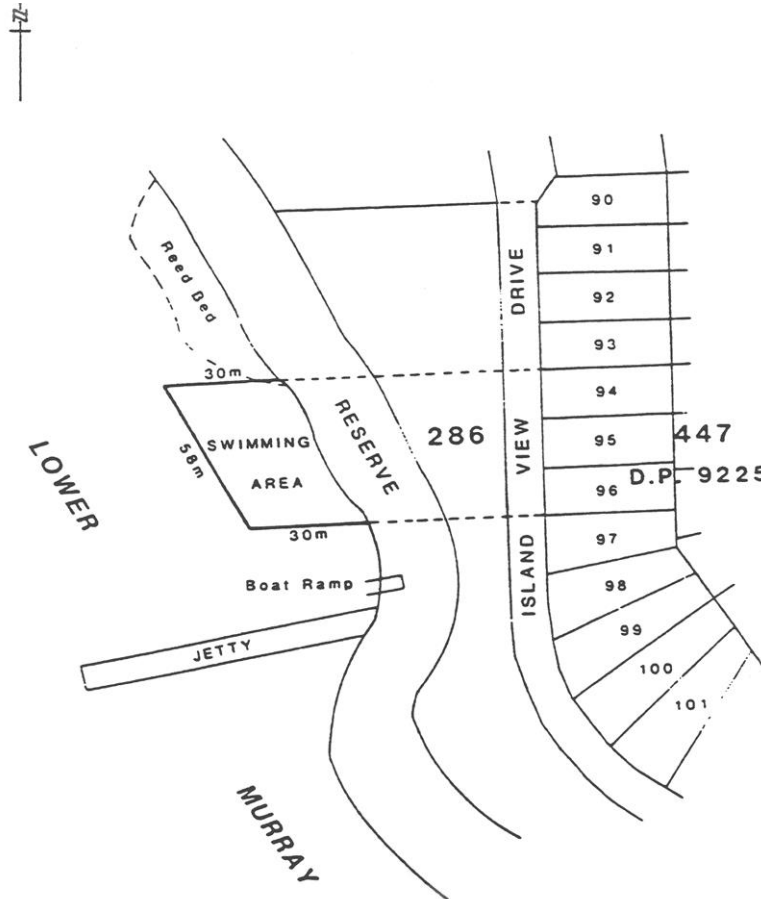 N
90
91
92
93
94
95
96
97
98
99
100
101
DRIVE
VIEW
ISLAND
Reed Bed
30m
RESERVE
286
447
D.P. 9225
SWIMMING
AREA
58m
30m
LOWER
Boat Ramp
JETTY
MURRAY